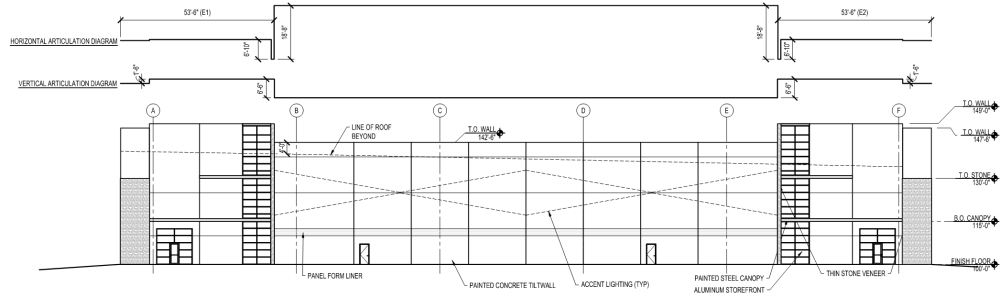 53'-6" (E1)
53'-6" (E2)
18'-8"
18'-8"
HORIZONTAL ARTICULATION DIAGRAM
6'-10"
6'-10"
VERTICAL ARTICULATION DIAGRAM
1'-6"
6'-6"
6'-6"
1'-6"
A
B
C
D
E
F
T.O. WALL
149'-0"
LINE OF ROOF
BEYOND
T.O. WALL
142'-6"
T.O. WALL
147'-6"
T.O. STONE
130'-0"
B.O. CANOPY
115'-0"
FINISH FLOOR
100'-0"
PANEL FORM LINER
PAINTED CONCRETE TILTWALL
ACCENT LIGHTING (TYP)
PAINTED STEEL CANOPY
ALUMINUM STOREFRONT
THIN STONE VENEER